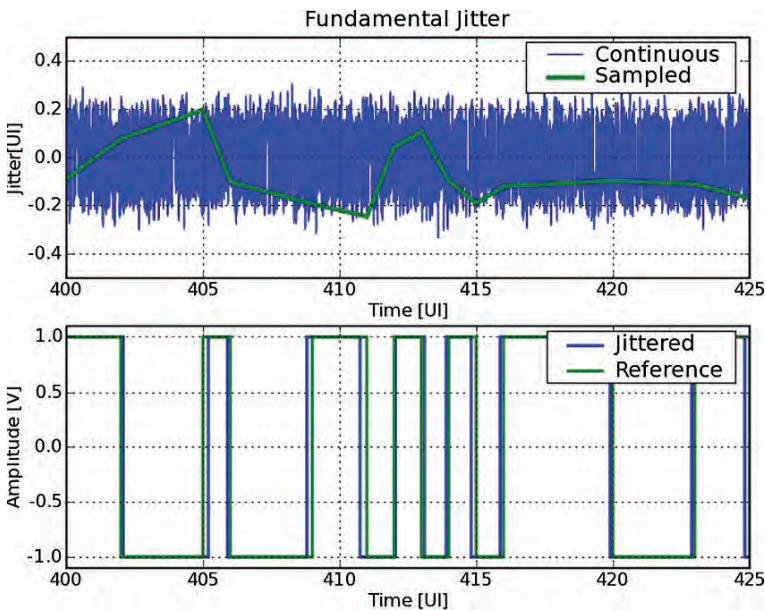 Fundamental Jitter
Jitter[UI]
0.4
0.2
0.0
-0.2
-0.4
Continuous
Sampled
400 405 410 415 420 425
Time [UI]
Amplitude [V]
1.0
0.5
0.0
-0.5
-1.0
Jittered
Reference
400 405 410 415 420 425
Time [UI]